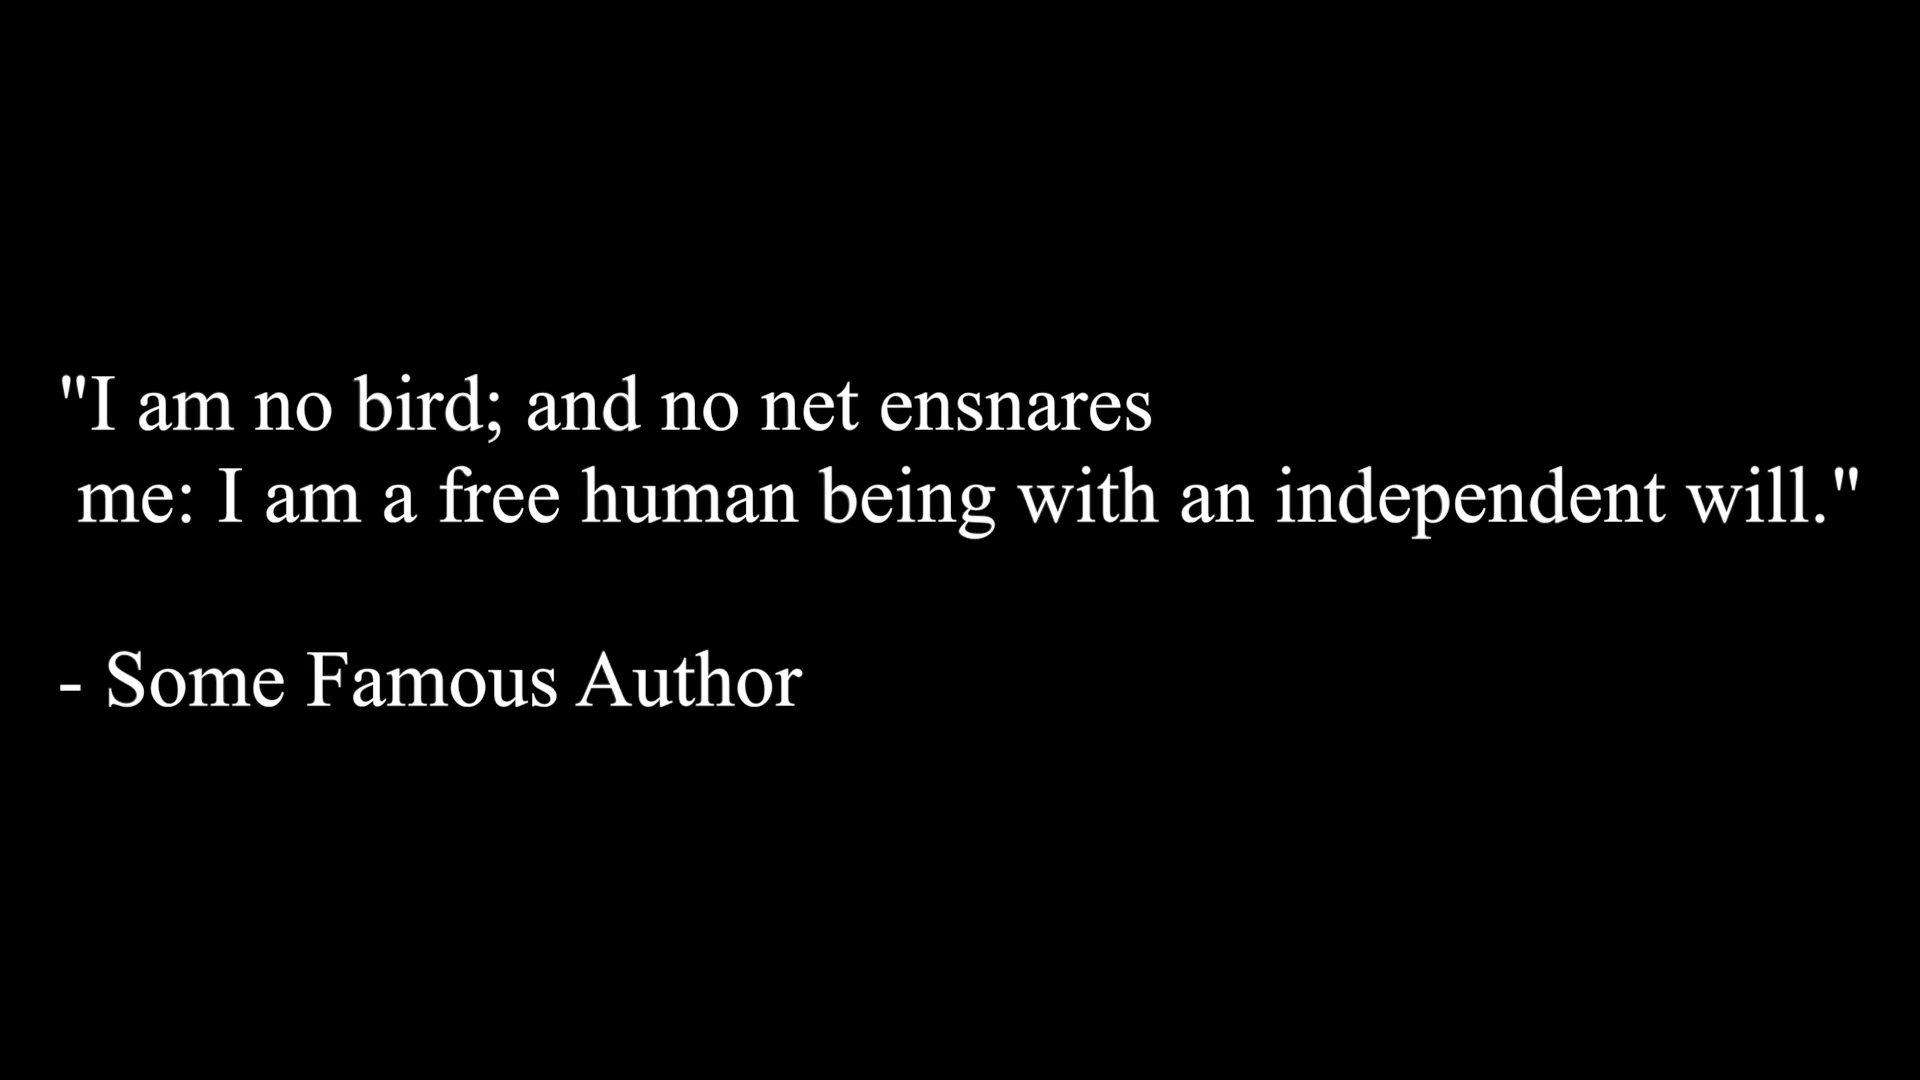 "I am no bird; and no net ensnares
me: I am a free human being with an independent will."
- Some Famous Author